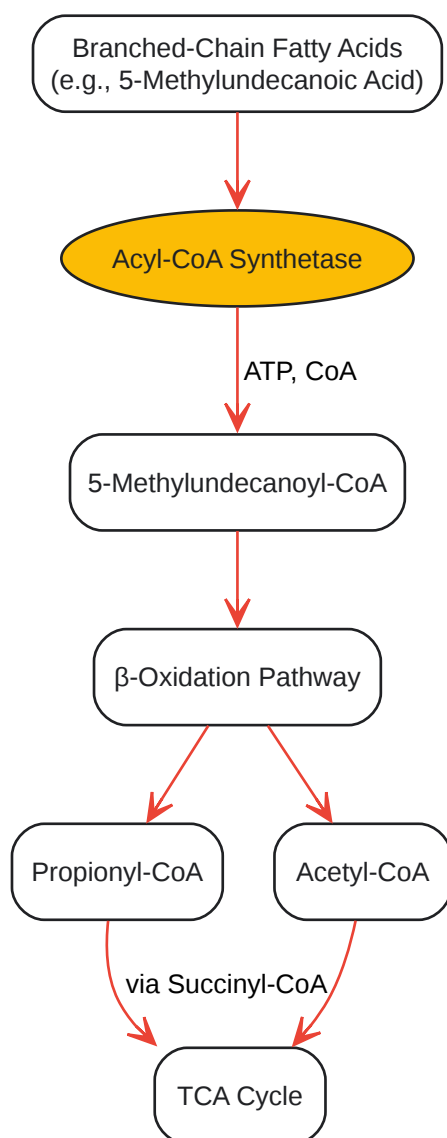 Branched-Chain Fatty Acids
(e.g., 5-Methylundecanoic Acid)
Acyl-CoA Synthetase
ATP, CoA
5-Methylundecanoyl-CoA
β-Oxidation Pathway
Propionyl-CoA
Acetyl-CoA
via Succinyl-CoA
TCA Cycle